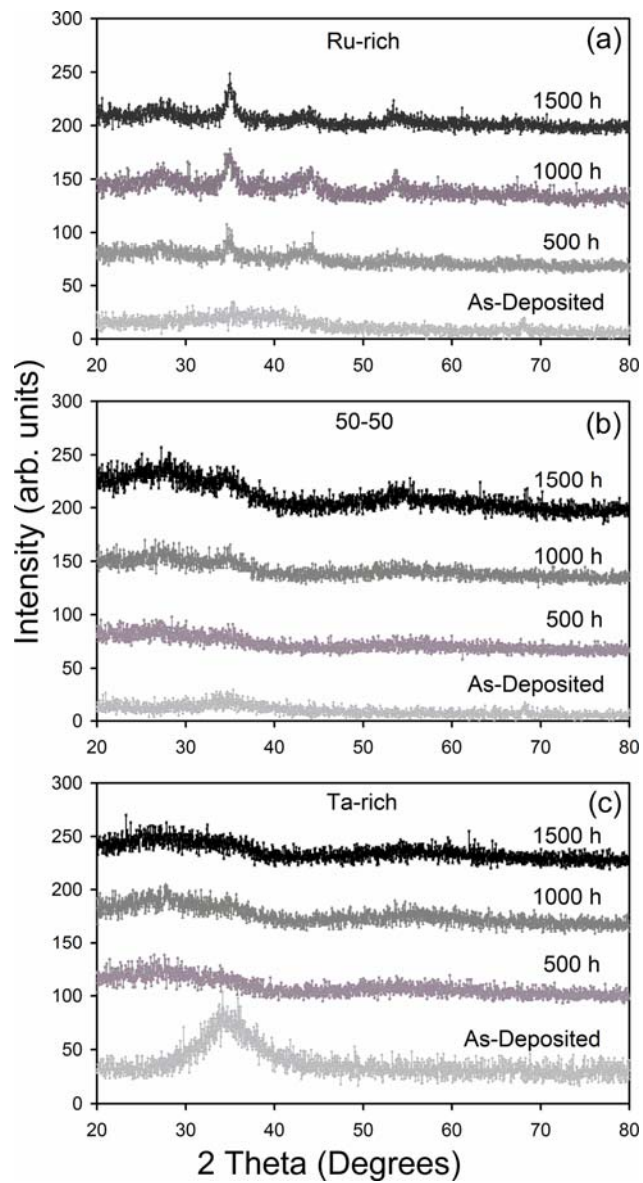 Intensity (arb. units)
300
250
200
150
100
50
0
Ru-rich
(a)
1500 h
1000 h
500 h
As-Deposited
20 30 40 50 60 70 80
300
250
200
150
100
50
0
50-50
(b)
1500 h
1000 h
500 h
As-Deposited
20 30 40 50 60 70 80
300
250
200
150
100
50
0
Ta-rich
(c)
1500 h
1000 h
500 h
As-Deposited
20 30 40 50 60 70 80
2 Theta (Degrees)